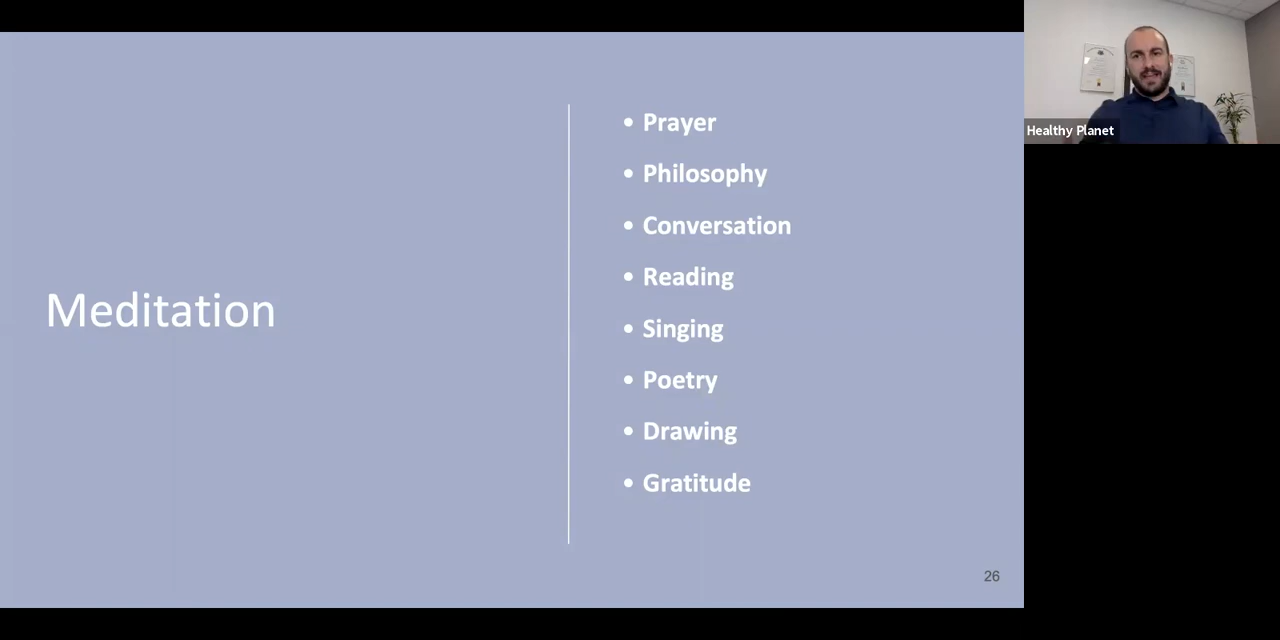 Meditation
• Prayer
• Philosophy
• Conversation
• Reading
• Singing
• Poetry
• Drawing
• Gratitude
26
Healthy Planet